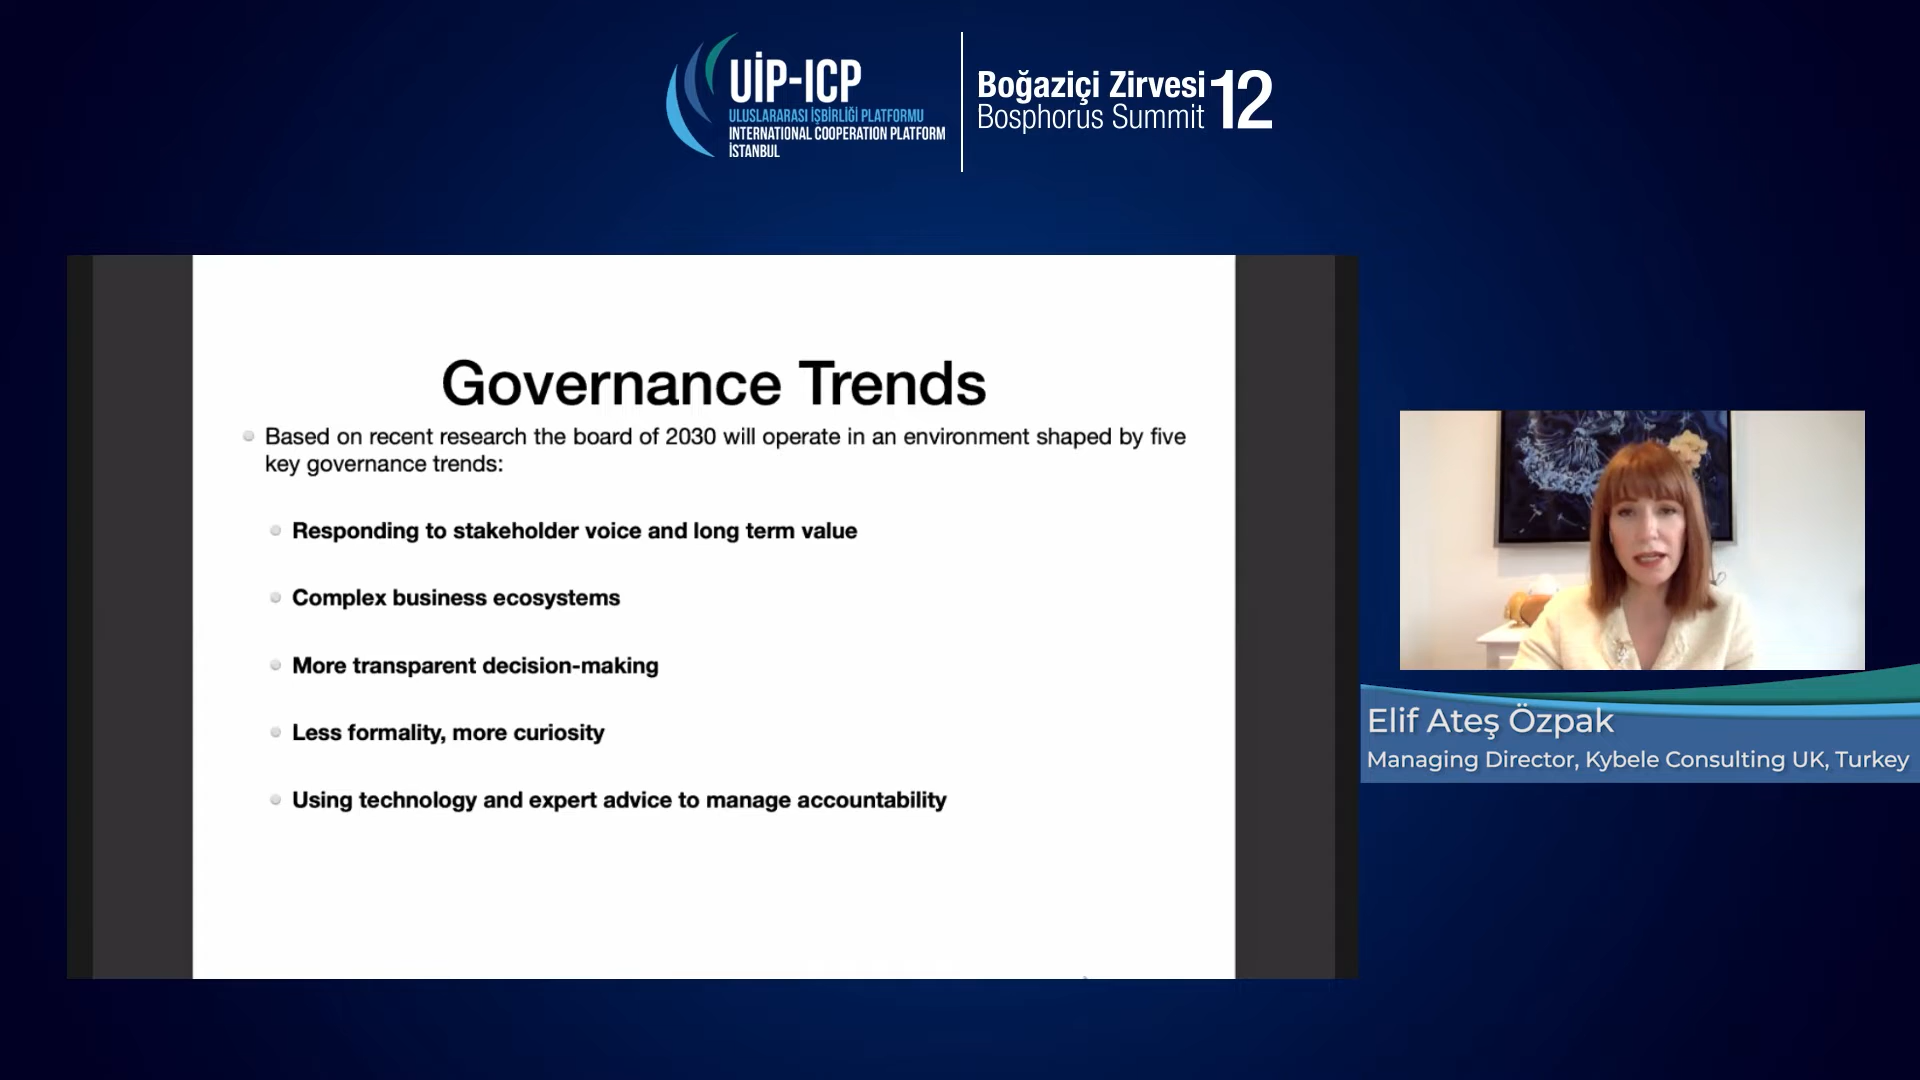 UİP-ICP
ULUSLARARASI İŞBİRLİĞİ PLATFORMU
INTERNATIONAL COOPERATION PLATFORM
İSTANBUL
Boğaziçi Zirvesi
Bosphorus Summit
12
Governance Trends
Based on recent research the board of 2030 will operate in an environment shaped by five
key governance trends:
Responding to stakeholder voice and long term value
Complex business ecosystems
More transparent decision-making
Less formality, more curiosity
Using technology and expert advice to manage accountability
Elif Ateş Özpak
Managing Director, Kybele Consulting UK, Turkey